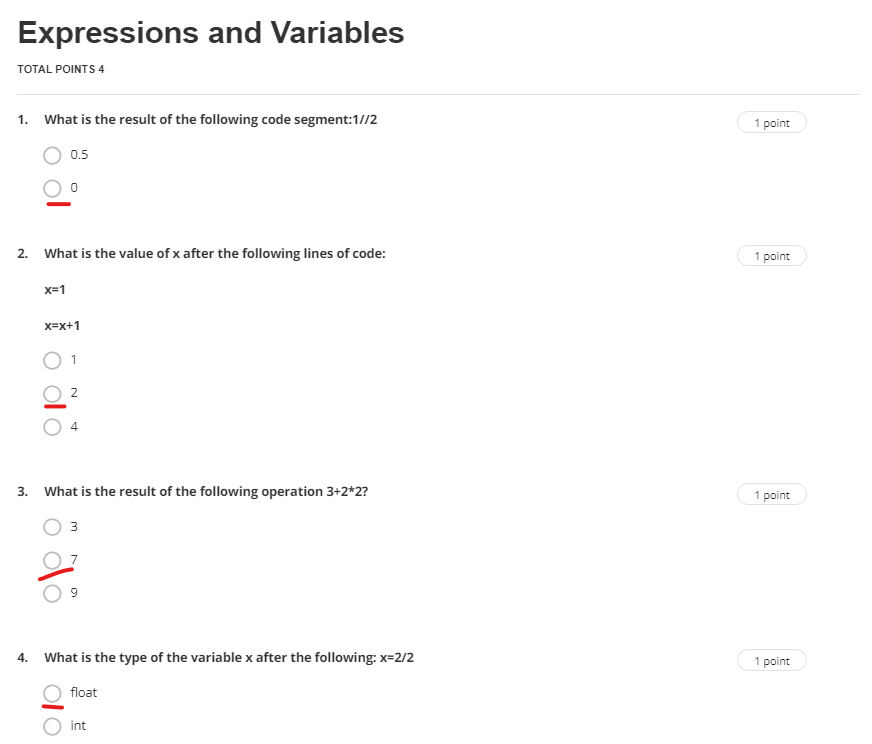 Expressions and Variables
TOTAL POINTS 4
1. What is the result of the following code segment:1//2
1 point
0.5
0
2. What is the value of x after the following lines of code:
1 point
x=1
x=x+1
1
2
4
3. What is the result of the following operation 3+2*2?
1 point
3
7
9
4. What is the type of the variable x after the following: x=2/2
1 point
float
int